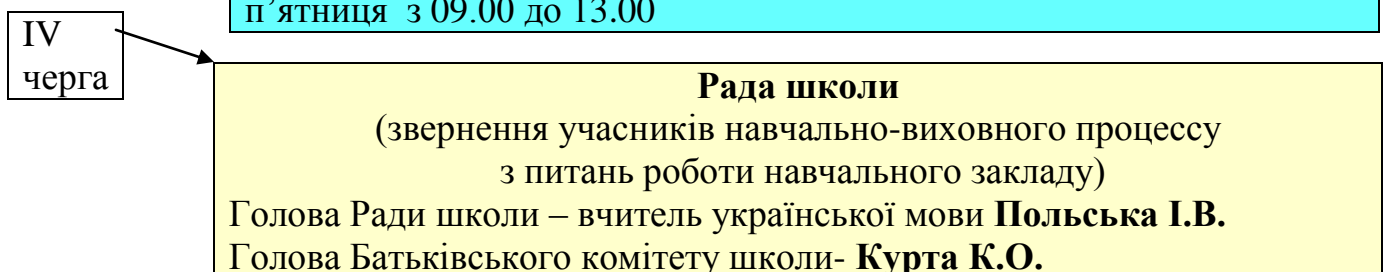 п’ятниця з 09.00 до 13.00
IV
черга
Рада школи
(звернення учасників навчально-виховного процессу
з питань роботи навчального закладу)
Голова Ради школи – вчитель української мови Польська І.В.
Голова Батьківського комітету школи- Курта К.О.